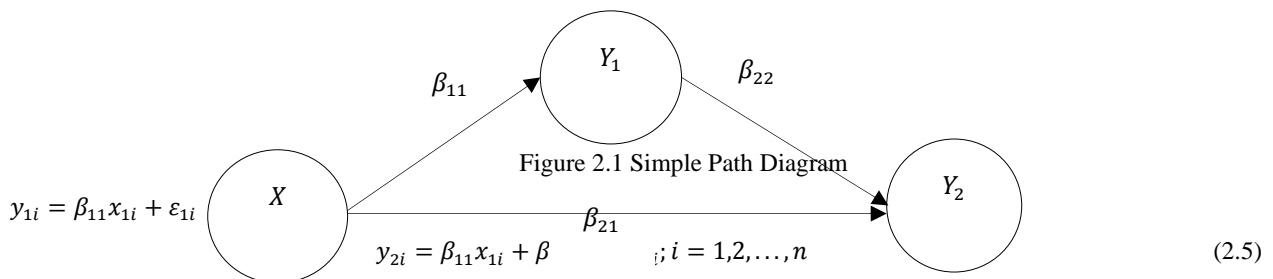 Y₁
β₁₁
β₂₂
Figure 2.1 Simple Path Diagram
X
Y₂
y₁ᵢ = β₁₁x₁ᵢ + ε₁ᵢ
β₂₁
y₂ᵢ = β₁₁x₁ᵢ + β ᵢ; i = 1,2, . . . , n (2.5)